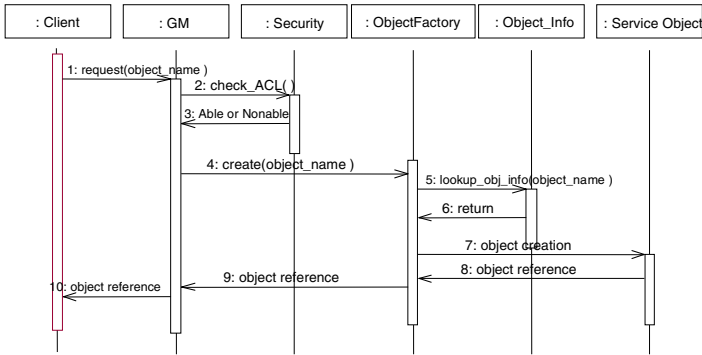 : Client
: GM
: Security
: ObjectFactory
: Object_Info
: Service Object
1: request(object_name )
2: check_ACL( )
3: Able or Nonable
4: create(object_name )
5: lookup_obj_info(object_name )
6: return
7: object creation
8: object reference
9: object reference
10: object reference